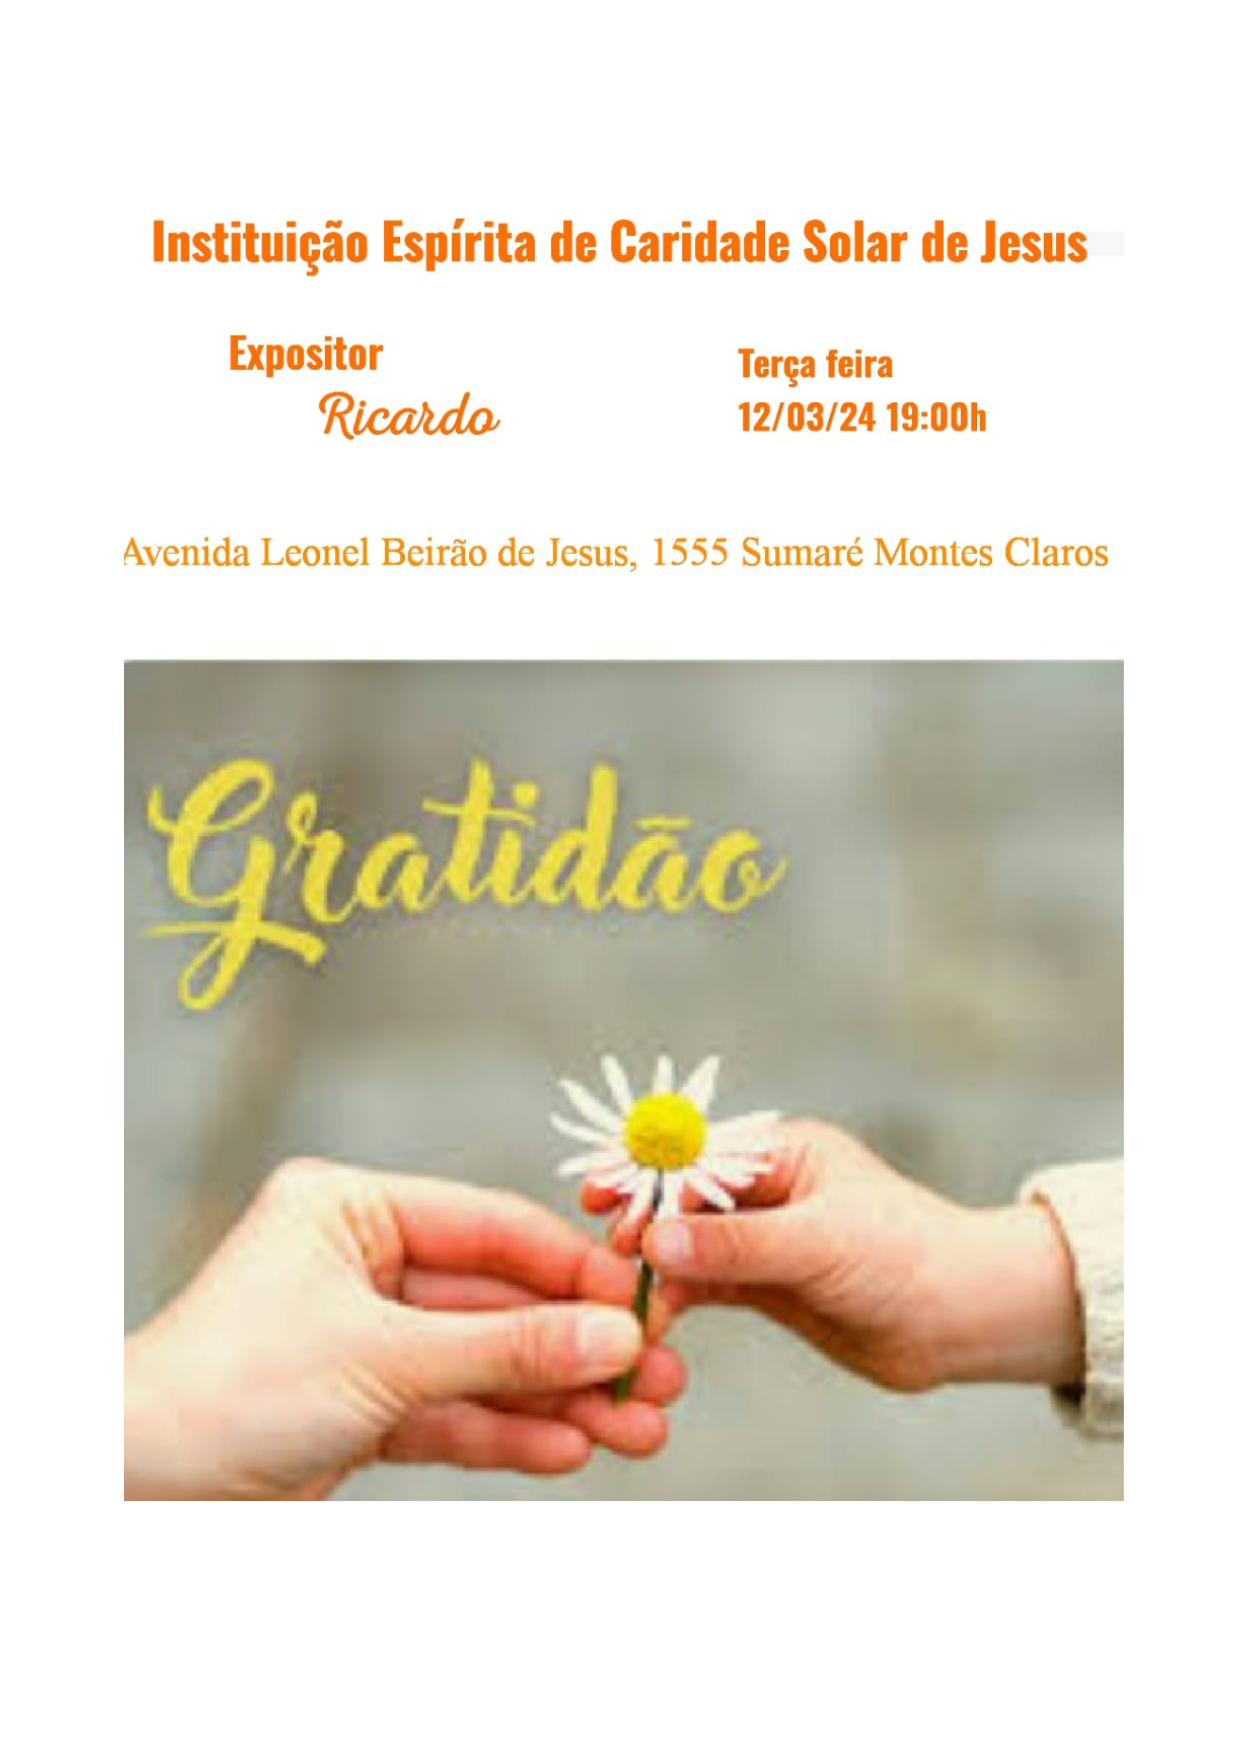 Instituição Espírita de Caridade Solar de Jesus
Expositor
Ricardo
Terça feira
12/03/24 19:00h
Avenida Leonel Beirão de Jesus, 1555 Sumaré Montes Claros
Gratidão